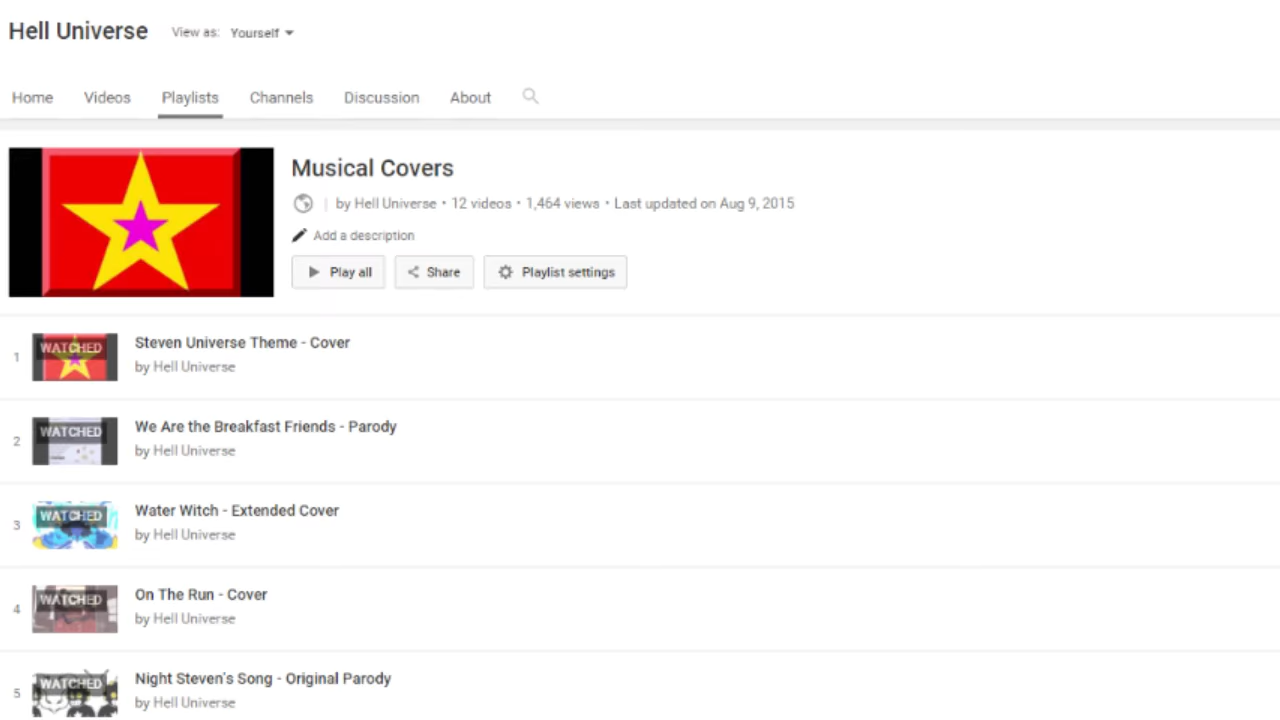 Hell Universe View as: Yourself
Home Videos Playlists Channels Discussion About
Musical Covers
by Hell Universe • 12 videos • 1,464 views • Last updated on Aug 9, 2015
Add a description
Play all Share Playlist settings
1 WATCHED Steven Universe Theme - Cover
by Hell Universe
2 WATCHED We Are the Breakfast Friends - Parody
by Hell Universe
3 WATCHED Water Witch - Extended Cover
by Hell Universe
4 WATCHED On The Run - Cover
by Hell Universe
5 WATCHED Night Steven's Song - Original Parody
by Hell Universe